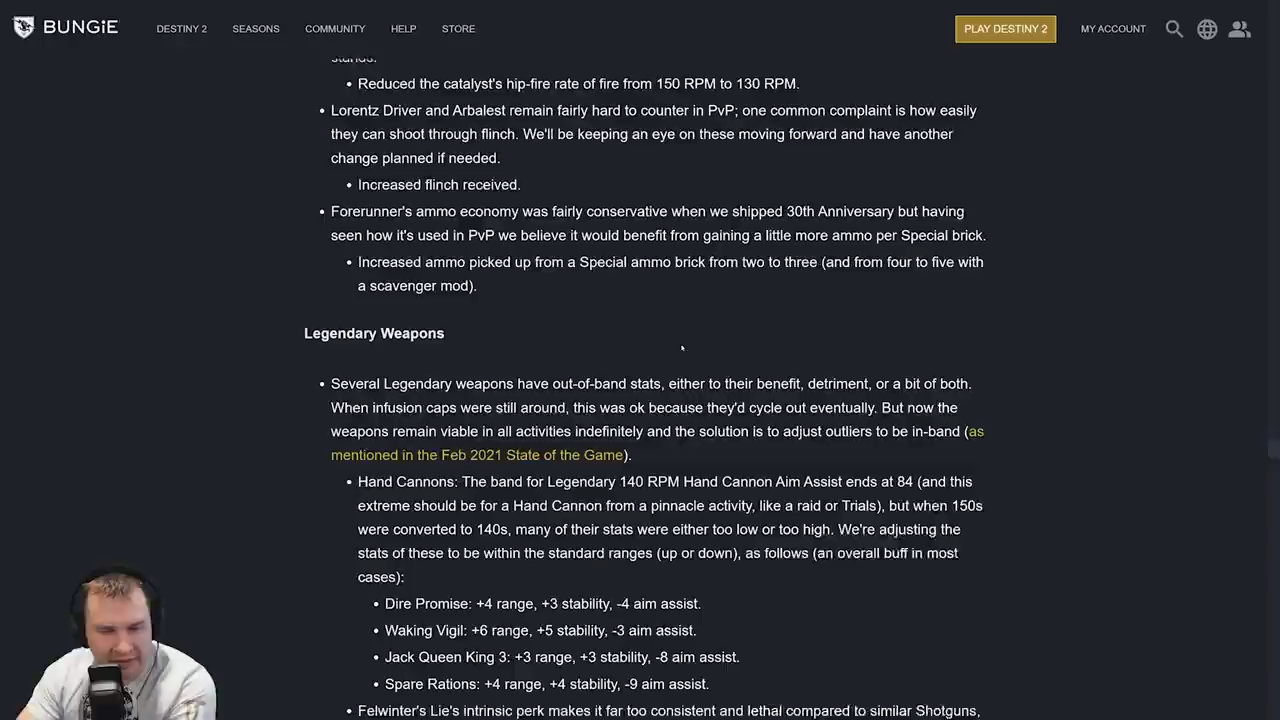 BUNGiE DESTINY 2 SEASONS COMMUNITY HELP STORE PLAY DESTINY 2 MY ACCOUNT
stands.
• Reduced the catalyst's hip-fire rate of fire from 150 RPM to 130 RPM.
• Lorentz Driver and Arbalest remain fairly hard to counter in PvP; one common complaint is how easily
they can shoot through flinch. We'll be keeping an eye on these moving forward and have another
change planned if needed.
• Increased flinch received.
• Forerunner's ammo economy was fairly conservative when we shipped 30th Anniversary but having
seen how it's used in PvP we believe it would benefit from gaining a little more ammo per Special brick.
• Increased ammo picked up from a Special ammo brick from two to three (and from four to five with
a scavenger mod).
Legendary Weapons
• Several Legendary weapons have out-of-band stats, either to their benefit, detriment, or a bit of both.
When infusion caps were still around, this was ok because they'd cycle out eventually. But now the
weapons remain viable in all activities indefinitely and the solution is to adjust outliers to be in-band (as
mentioned in the Feb 2021 State of the Game).
• Hand Cannons: The band for Legendary 140 RPM Hand Cannon Aim Assist ends at 84 (and this
extreme should be for a Hand Cannon from a pinnacle activity, like a raid or Trials), but when 150s
were converted to 140s, many of their stats were either too low or too high. We're adjusting the
stats of these to be within the standard ranges (up or down), as follows (an overall buff in most
cases):
• Dire Promise: +4 range, +3 stability, -4 aim assist.
• Waking Vigil: +6 range, +5 stability, -3 aim assist.
• Jack Queen King 3: +3 range, +3 stability, -8 aim assist.
• Spare Rations: +4 range, +4 stability, -9 aim assist.
• Felwinter's Lie's intrinsic perk makes it far too consistent and lethal compared to similar Shotguns,